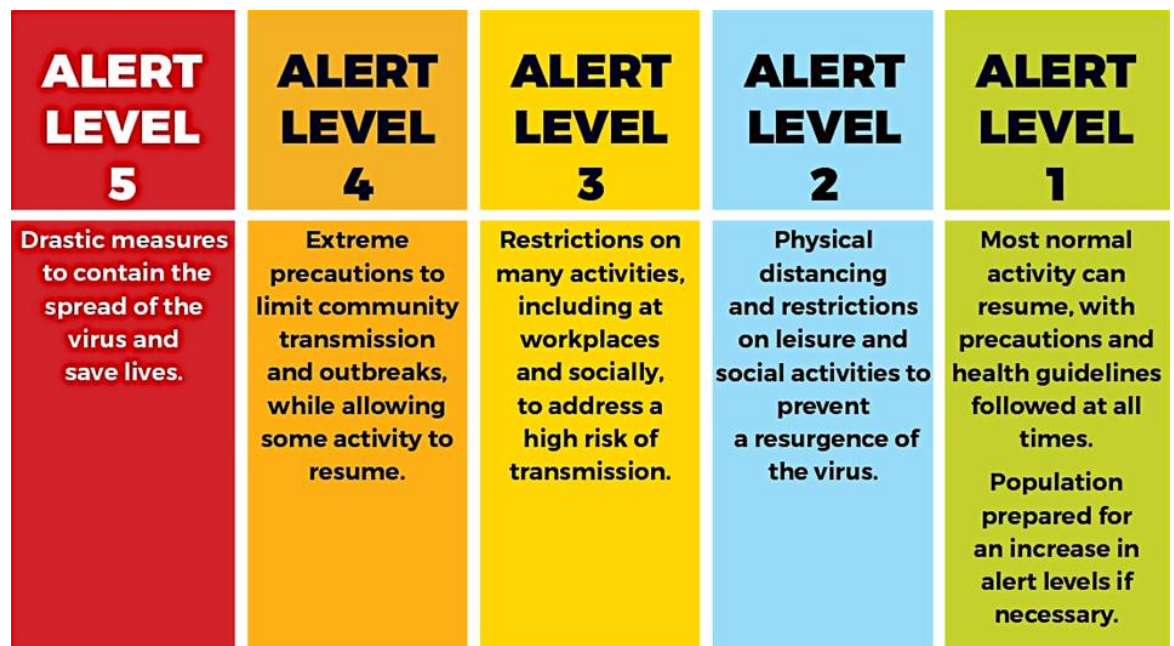 ALERT
LEVEL
5
Drastic measures
to contain the
spread of the
virus and
save lives.
ALERT
LEVEL
4
Extreme
precautions to
limit community
transmission
and outbreaks,
while allowing
some activity to
resume.
ALERT
LEVEL
3
Restrictions on
many activities,
including at
workplaces
and socially,
to address a
high risk of
transmission.
ALERT
LEVEL
2
Physical
distancing
and restrictions
on leisure and
social activities to
prevent
a resurgence of
the virus.
ALERT
LEVEL
1
Most normal
activity can
resume, with
precautions and
health guidelines
followed at all
times.
Population
prepared for
an increase in
alert levels if
necessary.